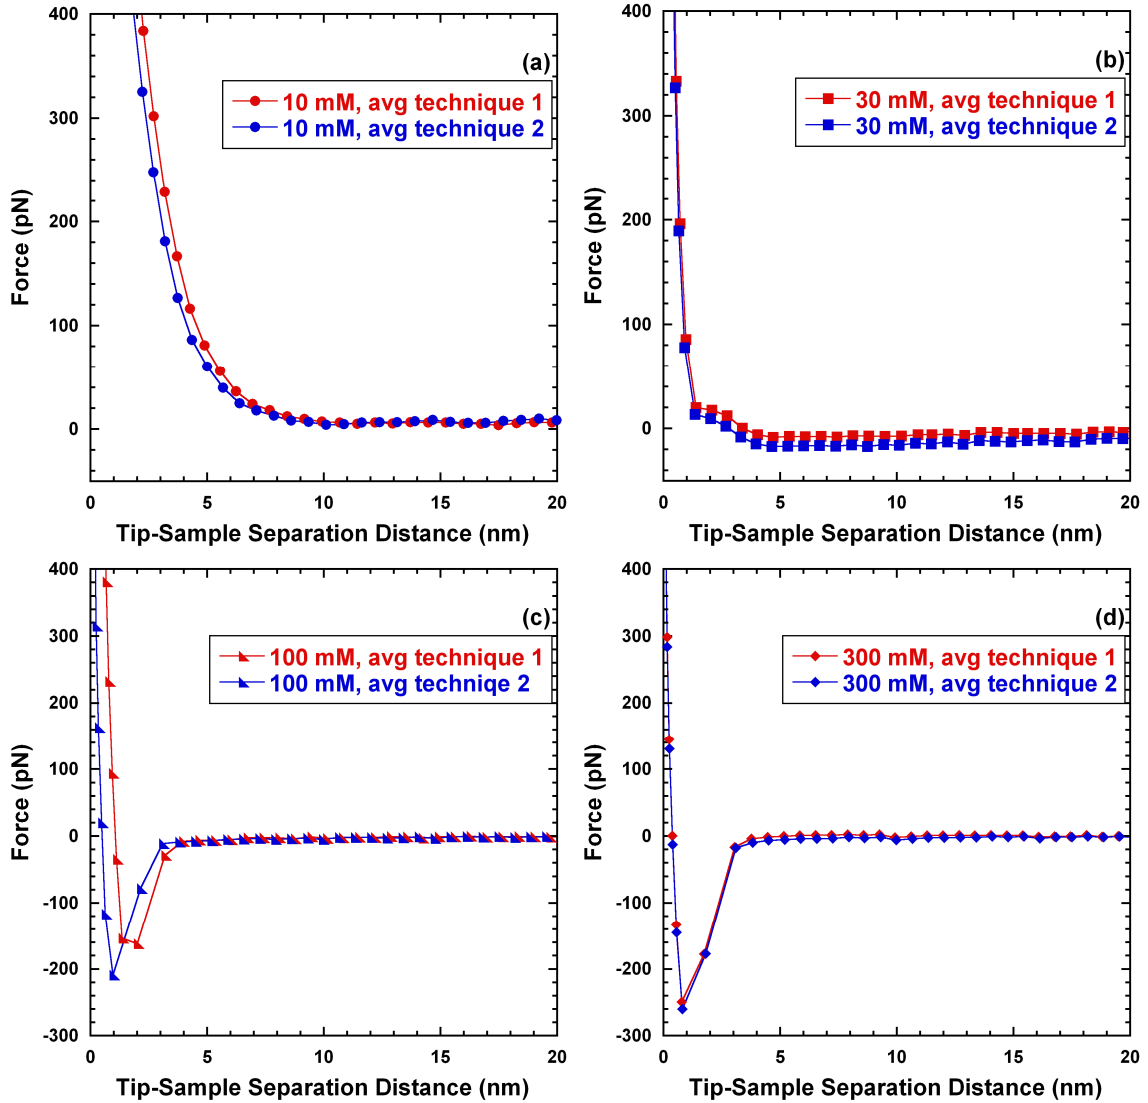 400
300
200
100
0
Force (pN)
(a)
10 mM, avg technique 1
10 mM, avg technique 2
0 5 10 15 20
Tip-Sample Separation Distance (nm)
400
300
200
100
0
Force (pN)
(b)
30 mM, avg technique 1
30 mM, avg technique 2
0 5 10 15 20
Tip-Sample Separation Distance (nm)
400
300
200
100
0
-100
-200
-300
Force (pN)
(c)
100 mM, avg technique 1
100 mM, avg techniqe 2
0 5 10 15 20
Tip-Sample Separation Distance (nm)
400
300
200
100
0
-100
-200
-300
Force (pN)
(d)
300 mM, avg technique 1
300 mM, avg technique 2
0 5 10 15 20
Tip-Sample Separation Distance (nm)